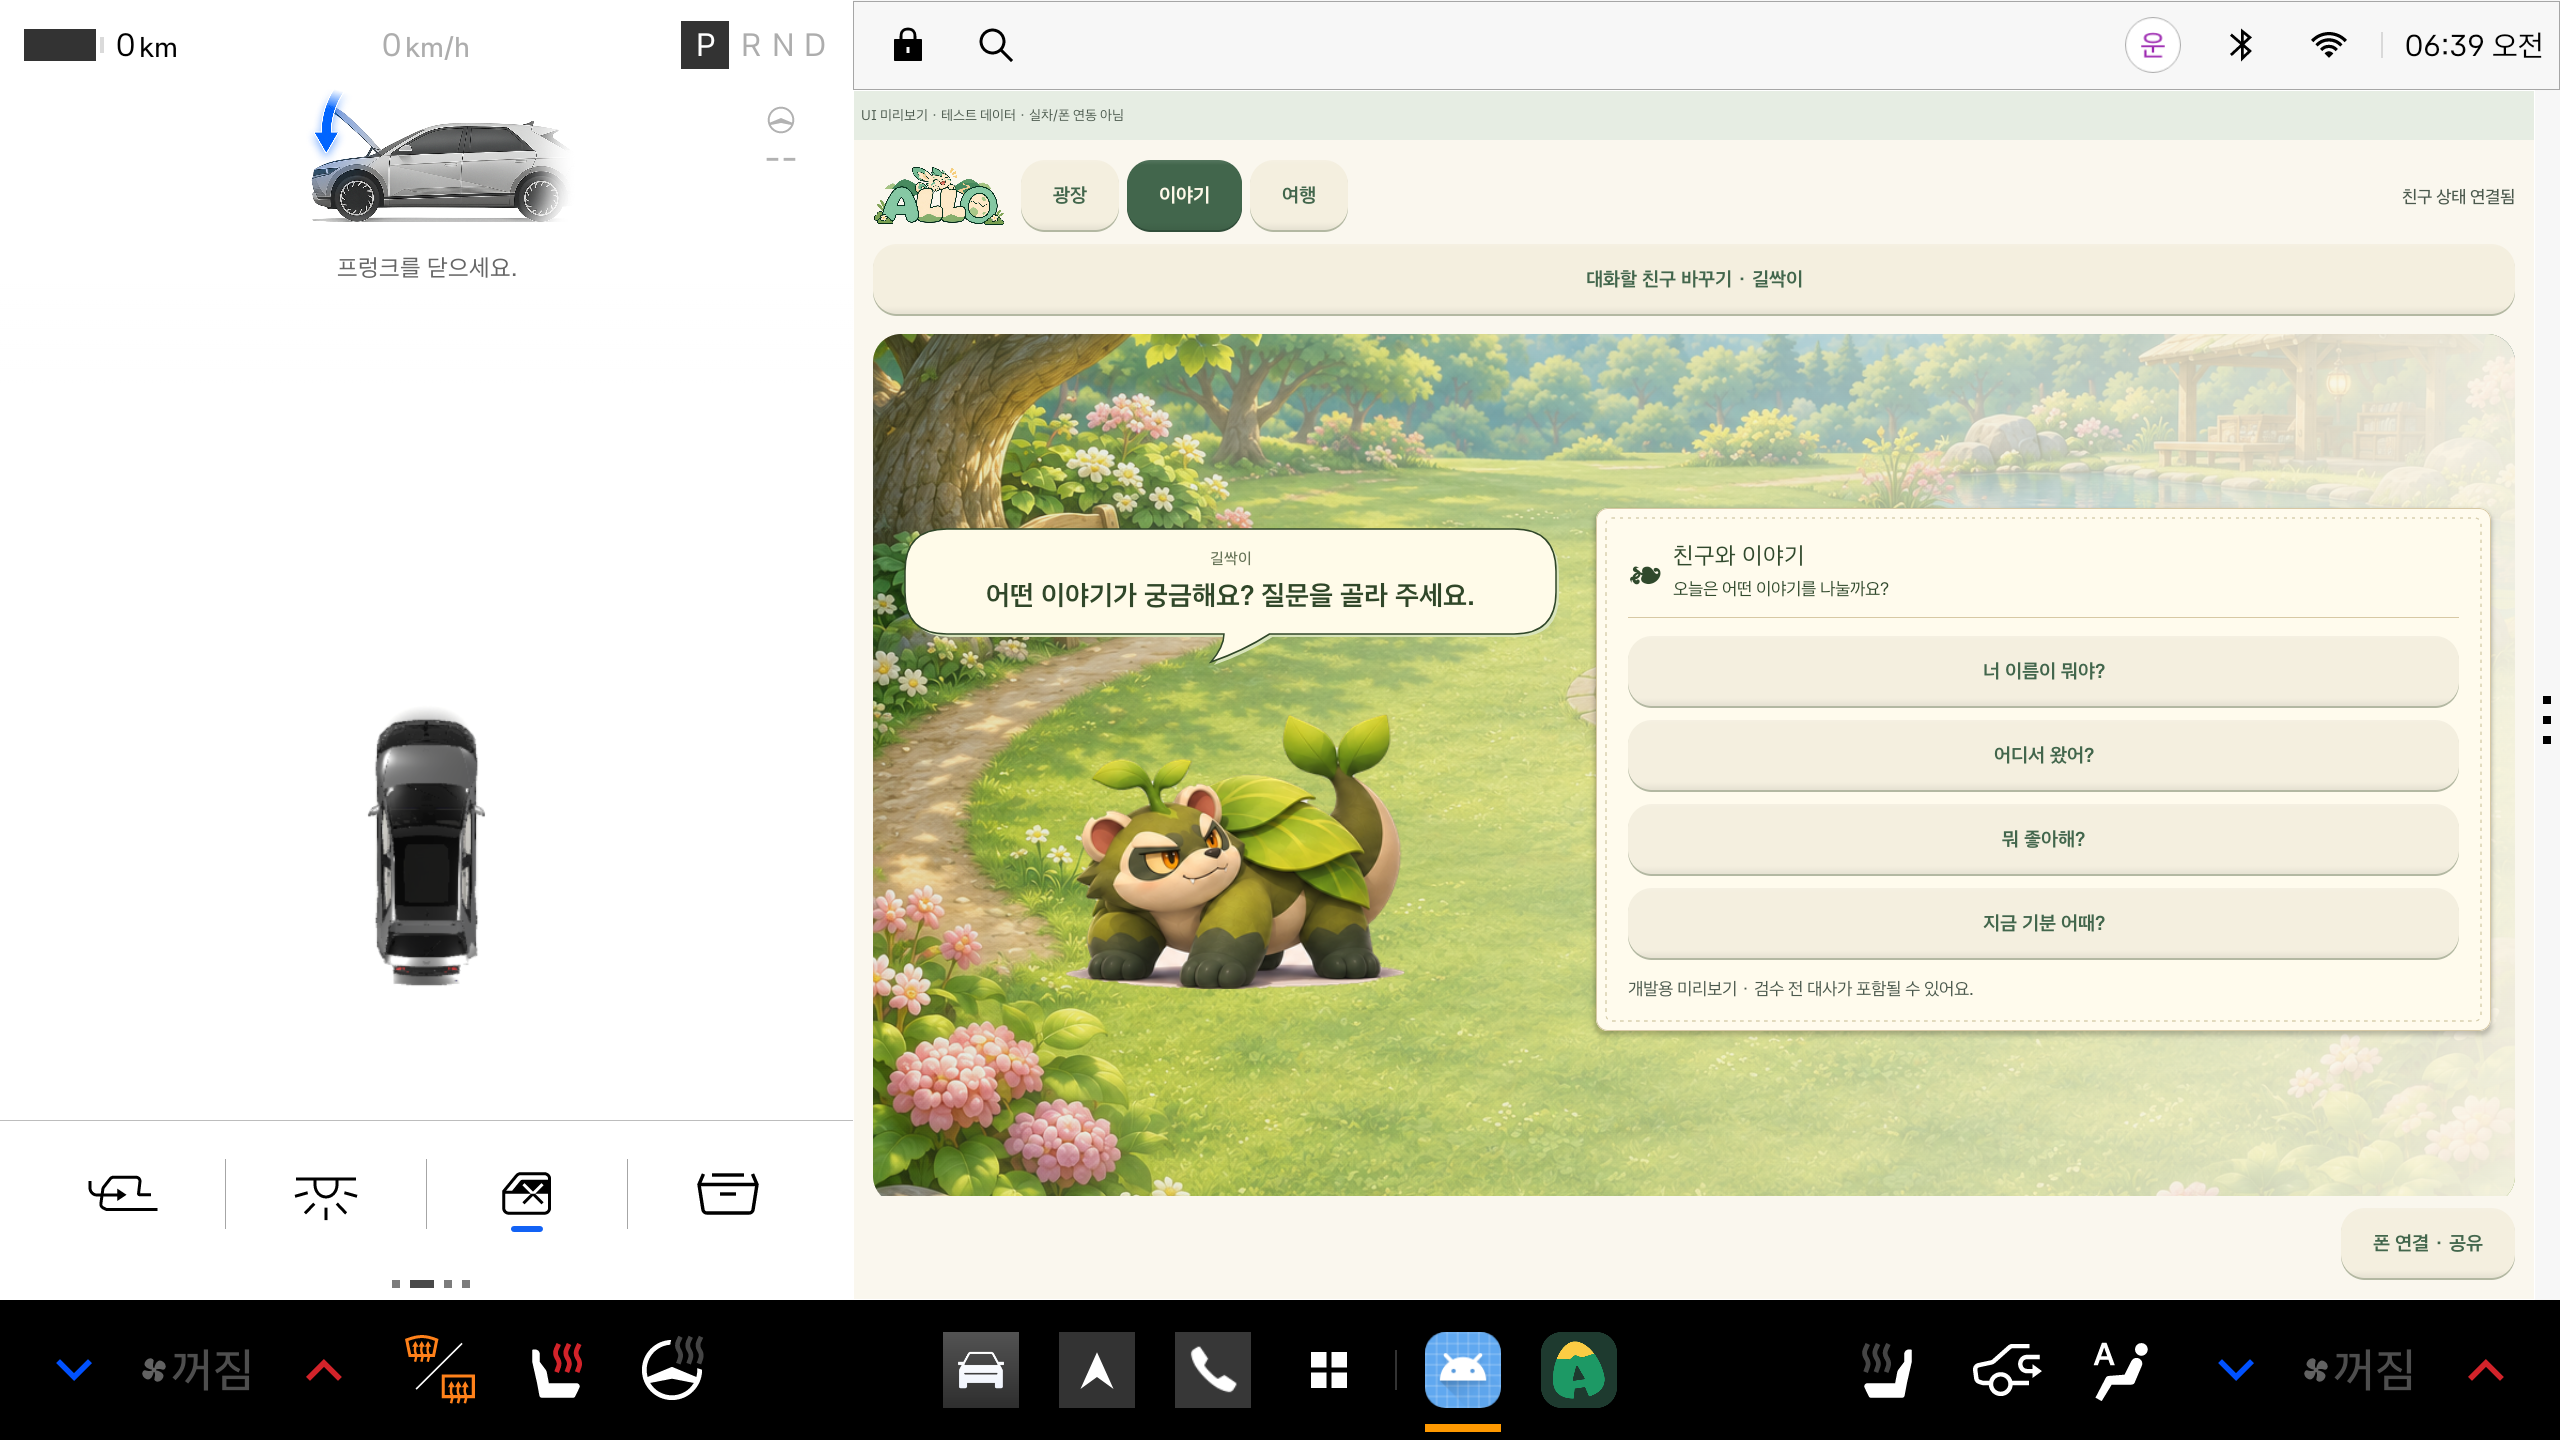 0 km
0 km/h
P R N D
프렁크를 닫으세요.
운
06:39 오전
UI 미리보기 · 테스트 데이터 · 실차/폰 연동 아님
ALLO
광장
이야기
여행
친구 상태 연결됨
대화할 친구 바꾸기 · 길싹이
길싹이
어떤 이야기가 궁금해요? 질문을 골라 주세요.
친구와 이야기
오늘은 어떤 이야기를 나눌까요?
너 이름이 뭐야?
어디서 왔어?
뭐 좋아해?
지금 기분 어때?
개발용 미리보기 · 검수 전 대사가 포함될 수 있어요.
폰 연결 · 공유
꺼짐
A
A
꺼짐